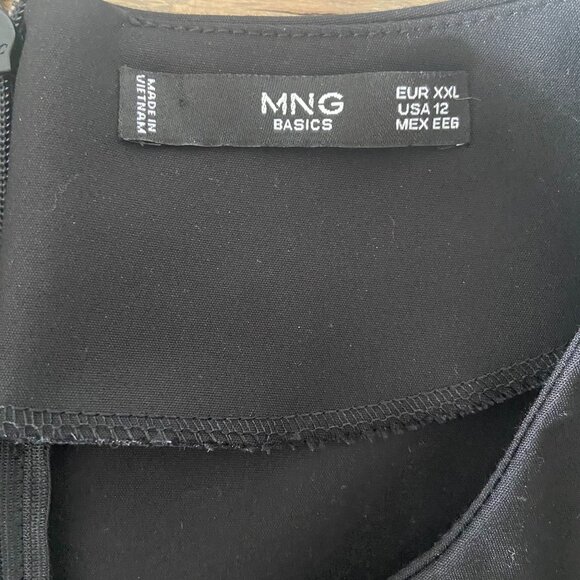 MADE IN
VIETNAM
MNG
BASICS
EUR XXL
USA 12
MEX EEG